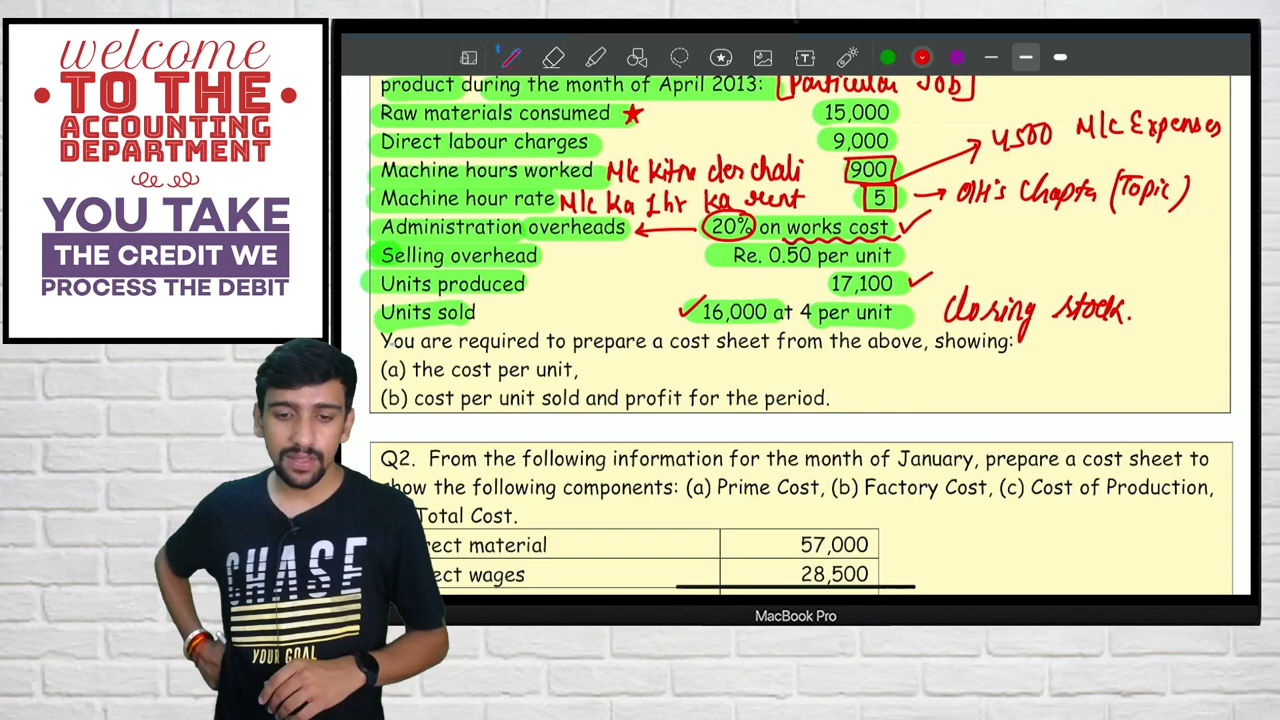 welcome
TO THE
ACCOUNTING
DEPARTMENT
YOU TAKE
THE CREDIT WE
PROCESS THE DEBIT
product during the month of April 2013: [Particular Job]
Raw materials consumed ★ 15,000
Direct labour charges 9,000
Machine hours worked M/c kitne der chali 900 → 4500 M/c Expenses
Machine hour rate M/c ka 1 hr ka rent 5 → OH's Chapter (Topic)
Administration overheads ← 20% on works cost ✓
Selling overhead Re. 0.50 per unit
Units produced 17,100 ✓
Units sold ✓ 16,000 at 4 per unit closing stock.
You are required to prepare a cost sheet from the above, showing:
(a) the cost per unit,
(b) cost per unit sold and profit for the period.
Q2. From the following information for the month of January, prepare a cost sheet to
how the following components: (a) Prime Cost, (b) Factory Cost, (c) Cost of Production,
Total Cost.
rect material 57,000
ect wages 28,500
MacBook Pro
CHASE
YOUR GOAL